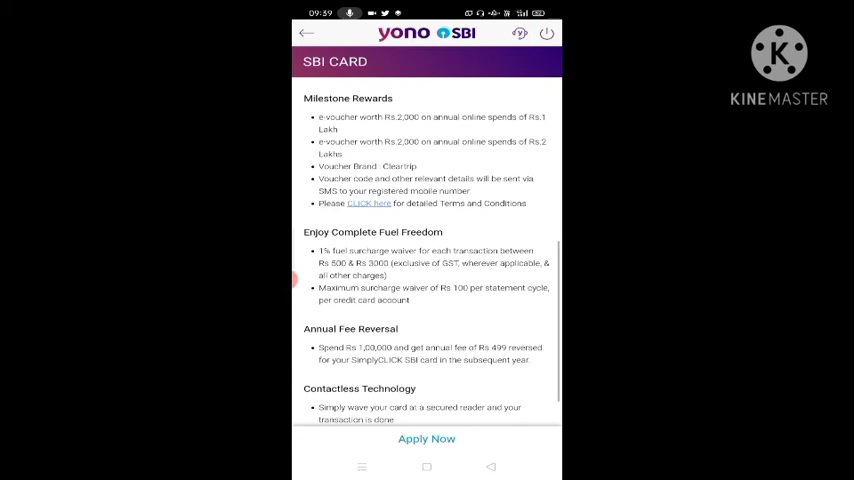 09:39
yono SBI
SBI CARD
Milestone Rewards
• e-voucher worth Rs.2,000 on annual online spends of Rs.1
Lakh
• e-voucher worth Rs.2,000 on annual online spends of Rs.2
Lakhs
• Voucher Brand : Cleartrip
• Voucher code and other relevant details will be sent via
SMS to your registered mobile number
• Please CLICK here for detailed Terms and Conditions
Enjoy Complete Fuel Freedom
• 1% fuel surcharge waiver for each transaction between
Rs 500 & Rs 3000 (exclusive of GST, wherever applicable, &
all other charges)
• Maximum surcharge waiver of Rs 100 per statement cycle,
per credit card account
Annual Fee Reversal
• Spend Rs 1,00,000 and get annual fee of Rs 499 reversed
for your SimplyCLICK SBI card in the subsequent year.
Contactless Technology
• Simply wave your card at a secured reader and your
transaction is done
Apply Now
K
KINEMASTER